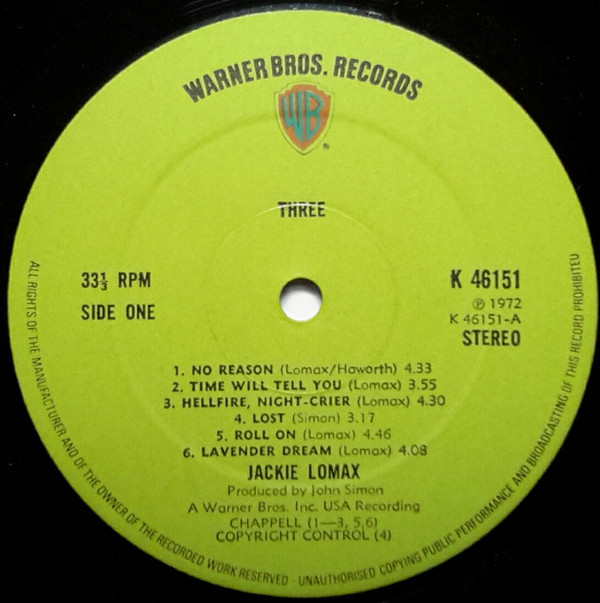 WARNER BROS. RECORDS
WB
®
THREE
33⅓ RPM
SIDE ONE
K 46151
℗ 1972
K 46151-A
STEREO
1. NO REASON (Lomax/Haworth) 4.33
2. TIME WILL TELL YOU (Lomax) 3.55
3. HELLFIRE, NIGHT-CRIER (Lomax) 4.30
4. LOST (Simon) 3.17
5. ROLL ON (Lomax) 4.46
6. LAVENDER DREAM (Lomax) 4.08
JACKIE LOMAX
Produced by John Simon
A Warner Bros. Inc. USA Recording
CHAPPELL (1—3, 5,6)
COPYRIGHT CONTROL (4)
ALL RIGHTS OF THE MANUFACTURER AND OF THE OWNER OF THE RECORDED WORK RESERVED · UNAUTHORISED COPYING PUBLIC PERFORMANCE AND BROADCASTING OF THIS RECORD PROHIBITED